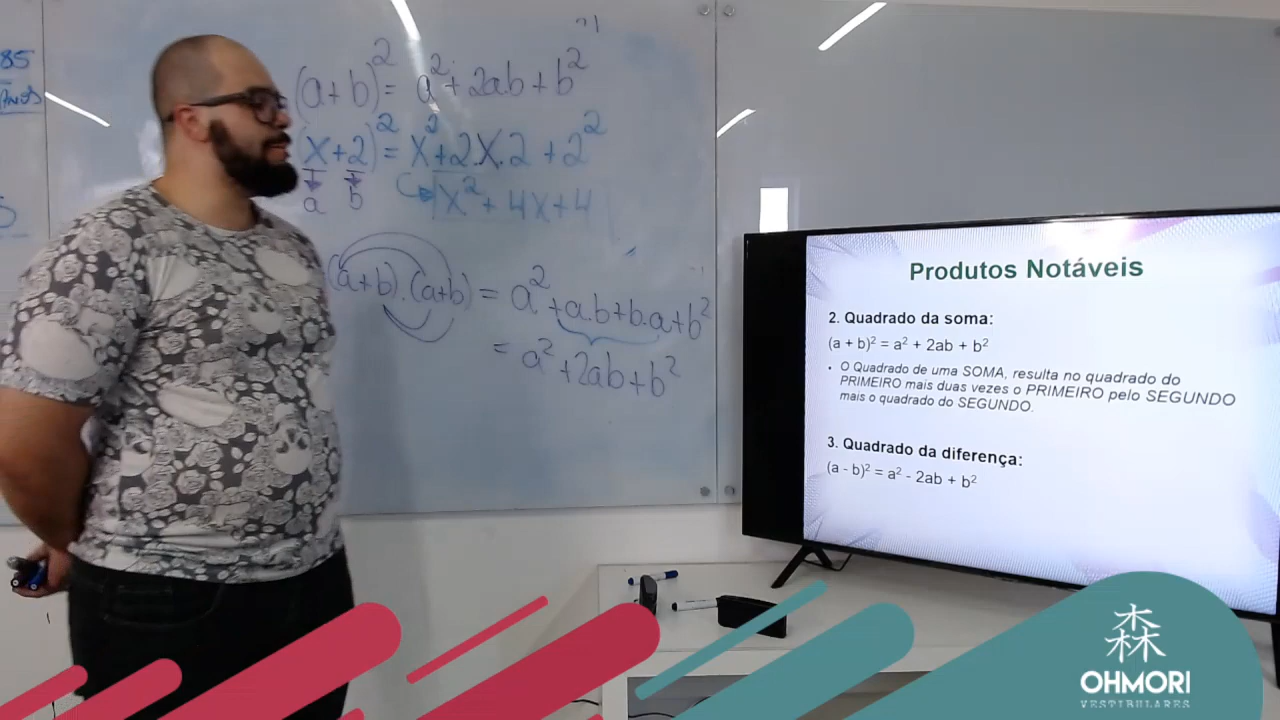 85
(a+b)² = a² + 2ab + b²
(x+2)² = x² + 2.x.2 + 2²
a b
x² + 4x + 4
(a+b).(a+b) = a² + a.b + b.a + b²
= a² + 2ab + b²
Produtos Notáveis
2. Quadrado da soma:
(a + b)² = a² + 2ab + b²
• O Quadrado de uma SOMA, resulta no quadrado do
PRIMEIRO mais duas vezes o PRIMEIRO pelo SEGUNDO
mais o quadrado do SEGUNDO.
3. Quadrado da diferença:
(a - b)² = a² - 2ab + b²
森
OHMORI
VESTIBULARES